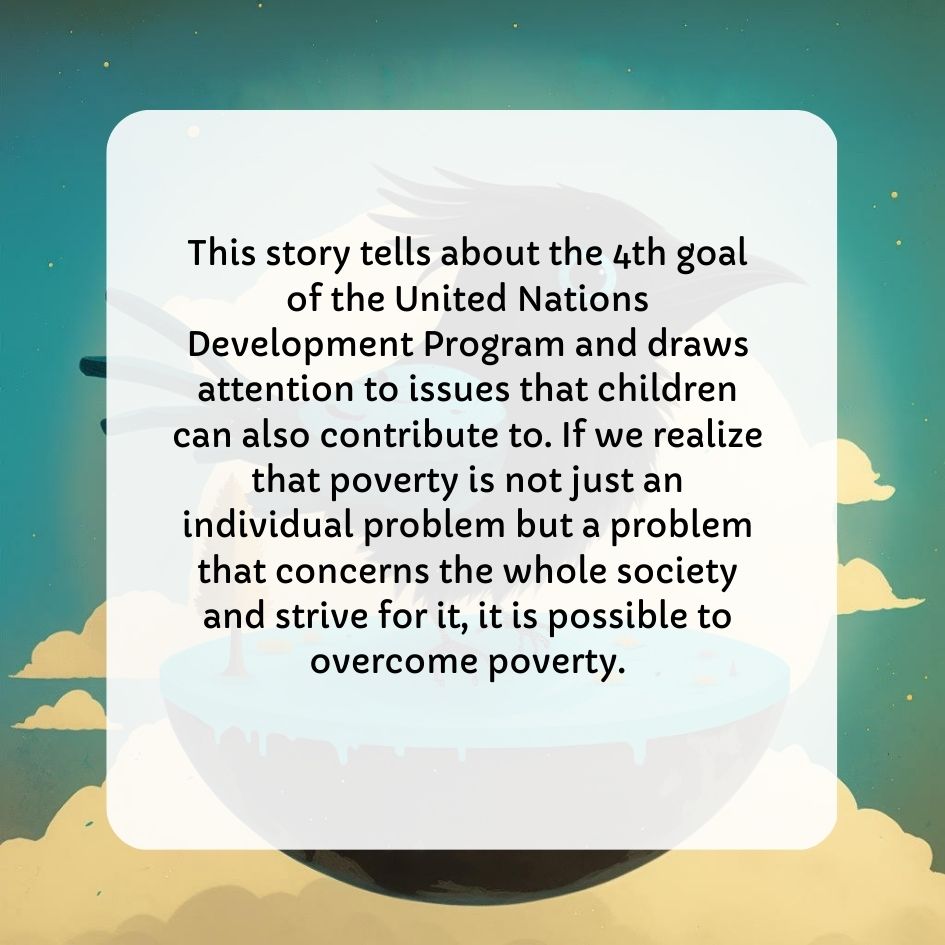 This story tells about the 4th goal
of the United Nations
Development Program and draws
attention to issues that children
can also contribute to. If we realize
that poverty is not just an
individual problem but a problem
that concerns the whole society
and strive for it, it is possible to
overcome poverty.